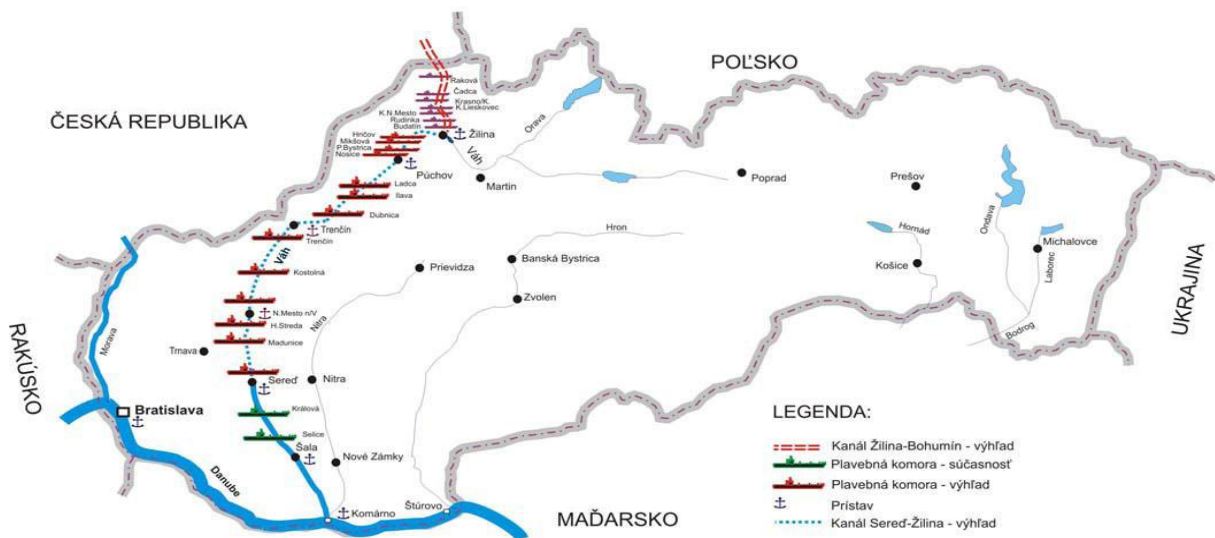 POĽSKO
ČESKÁ REPUBLIKA
RAKÚSKO
MAĎARSKO
UKRAJINA
Raková
Čadca
Krasno/K.
K.Lieskovec
K.N.Mesto
Rudinka
Budatín
Hričov
Mikšová
P.Bystrica
Nosice
Žilina
Púchov
Ladca
Ilava
Dubnica
Trenčín
Trenčín
Váh
Váh
Martin
Orava
Poprad
Prešov
Hornád
Košice
Ondava
Laborec
Michalovce
Bodrog
Hron
Kostolná
Prievidza
Banská Bystrica
Zvolen
N.Mesto n/V
H.Streda
Madunice
Trnava
Nitra
Nitra
Sereď
Morava
Bratislava
Králová
Selice
Šala
Nové Zámky
Danube
Komárno
Štúrovo
LEGENDA:
Kanál Žilina-Bohumín - výhľad
Plavebná komora - súčasnosť
Plavebná komora - výhľad
Prístav
Kanál Sereď-Žilina - výhľad